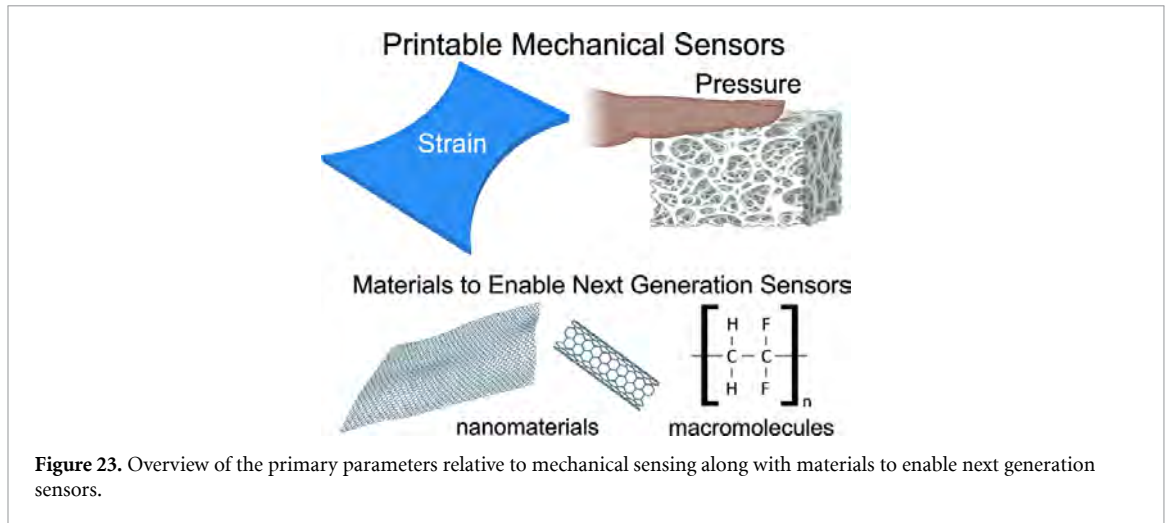 Printable Mechanical Sensors
Pressure
Strain
Materials to Enable Next Generation Sensors
H F
C C
H F
n
nanomaterials macromolecules
Figure 23. Overview of the primary parameters relative to mechanical sensing along with materials to enable next generation
sensors.